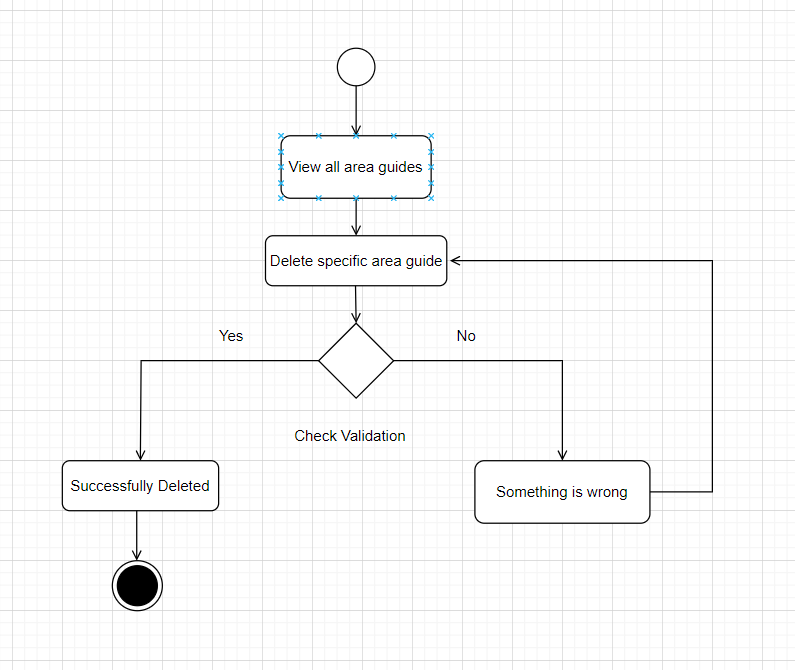 View all area guides
Delete specific area guide
Yes
No
Check Validation
Successfully Deleted
Something is wrong